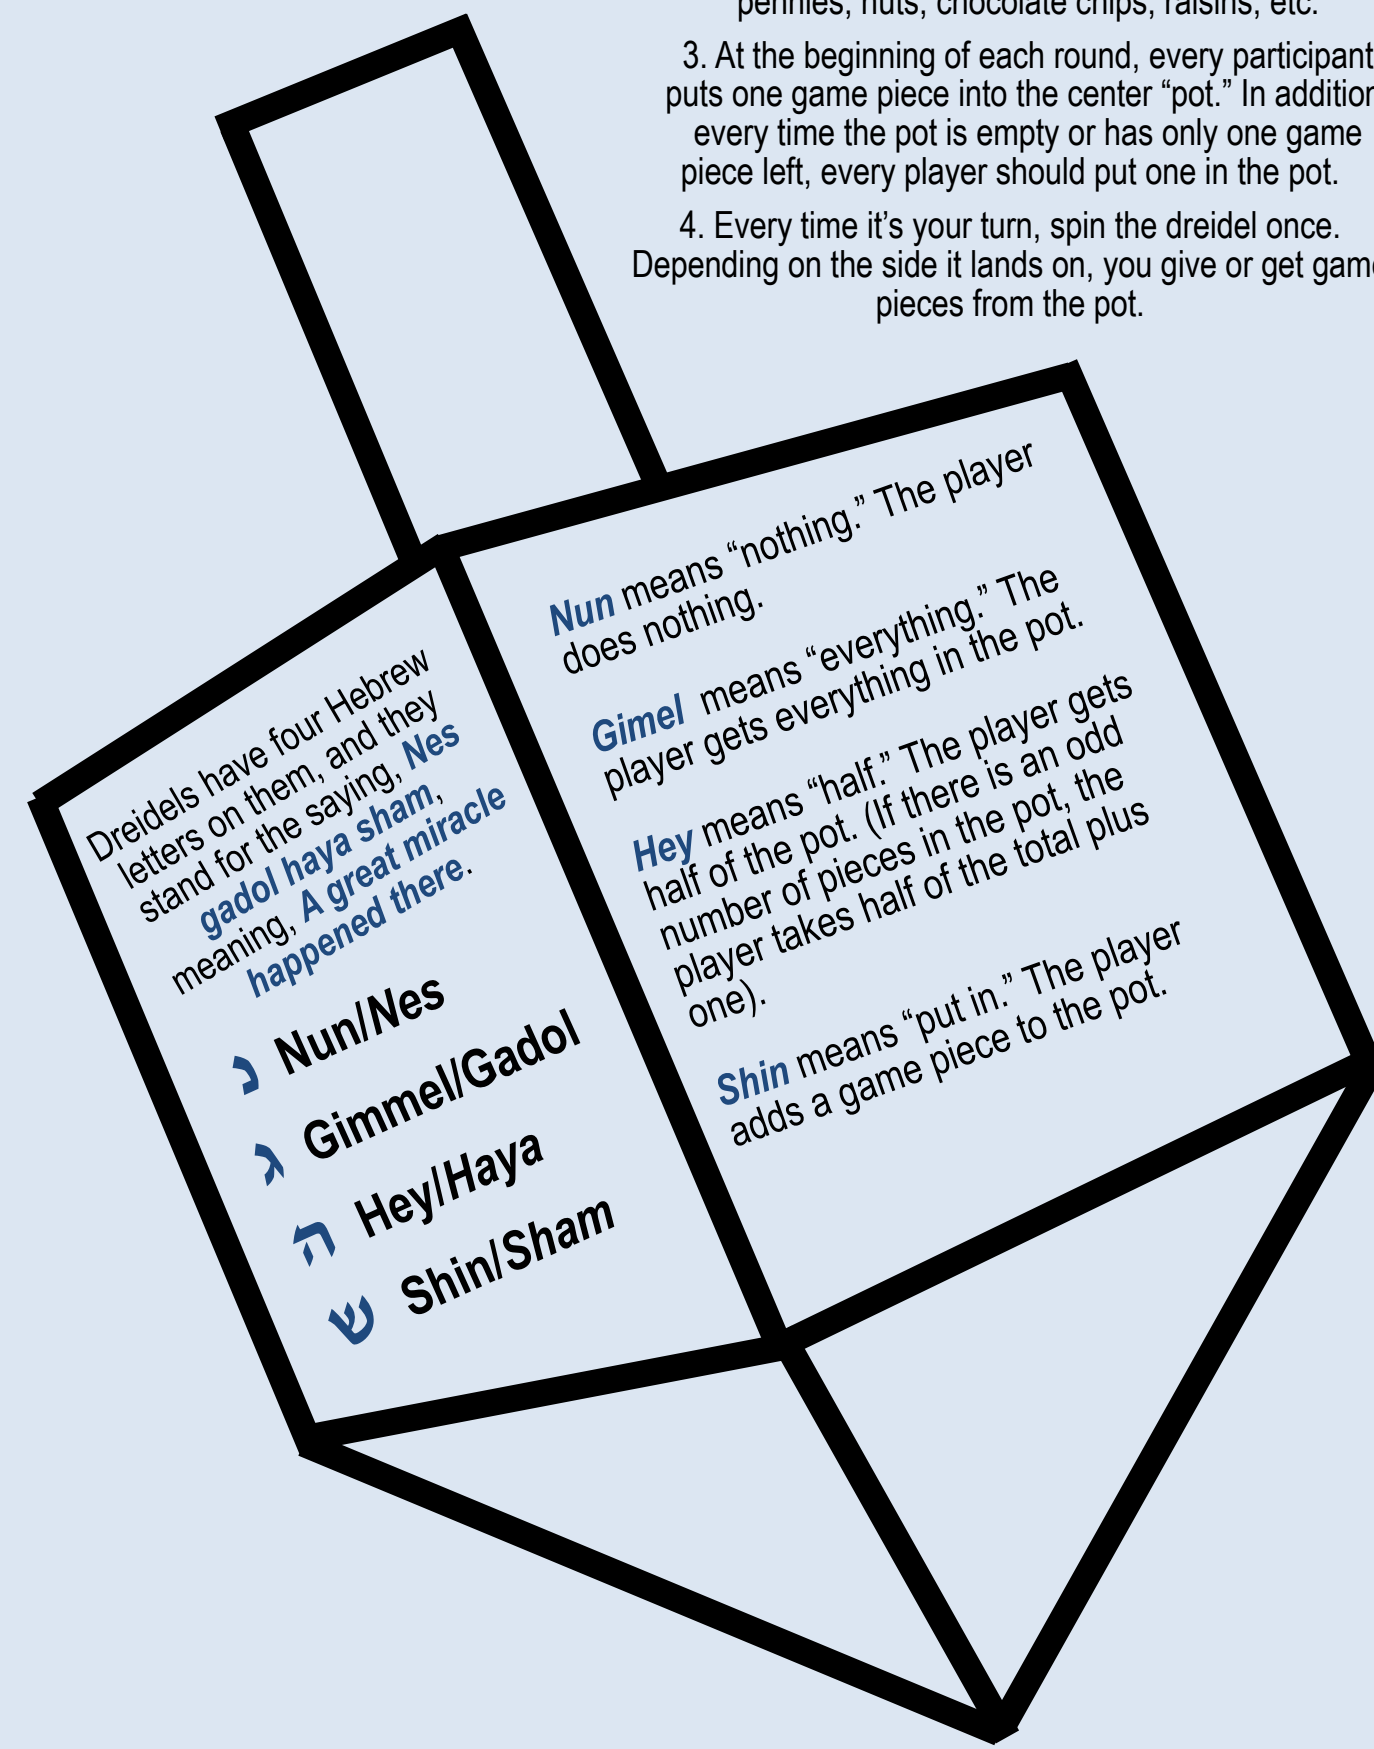 pennies, nuts, chocolate chips, raisins, etc.
3. At the beginning of each round, every participant
puts one game piece into the center “pot.” In addition
every time the pot is empty or has only one game
piece left, every player should put one in the pot.
4. Every time it’s your turn, spin the dreidel once.
Depending on the side it lands on, you give or get game
pieces from the pot.
Dreidels have four Hebrew
letters on them, and they
stand for the saying, Nes
gadol haya sham,
meaning, A great miracle
happened there.
נ Nun/Nes
ג Gimmel/Gadol
ה Hey/Haya
ש Shin/Sham
Nun means “nothing.” The player
does nothing.
Gimel means “everything.” The
player gets everything in the pot.
Hey means “half.” The player gets
half of the pot. (If there is an odd
number of pieces in the pot, the
player takes half of the total plus
one).
Shin means “put in.” The player
adds a game piece to the pot.